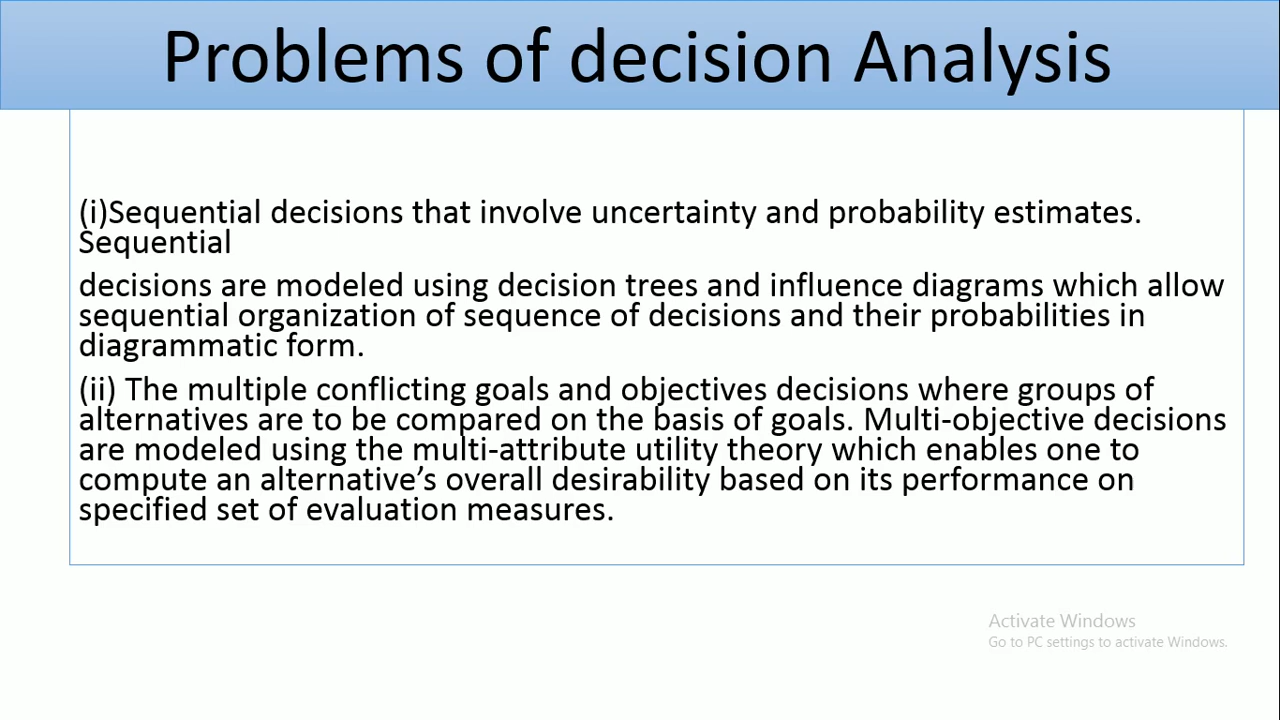 Problems of decision Analysis
(i)Sequential decisions that involve uncertainty and probability estimates.
Sequential
decisions are modeled using decision trees and influence diagrams which allow
sequential organization of sequence of decisions and their probabilities in
diagrammatic form.
(ii) The multiple conflicting goals and objectives decisions where groups of
alternatives are to be compared on the basis of goals. Multi-objective decisions
are modeled using the multi-attribute utility theory which enables one to
compute an alternative’s overall desirability based on its performance on
specified set of evaluation measures.
Activate Windows
Go to PC settings to activate Windows.